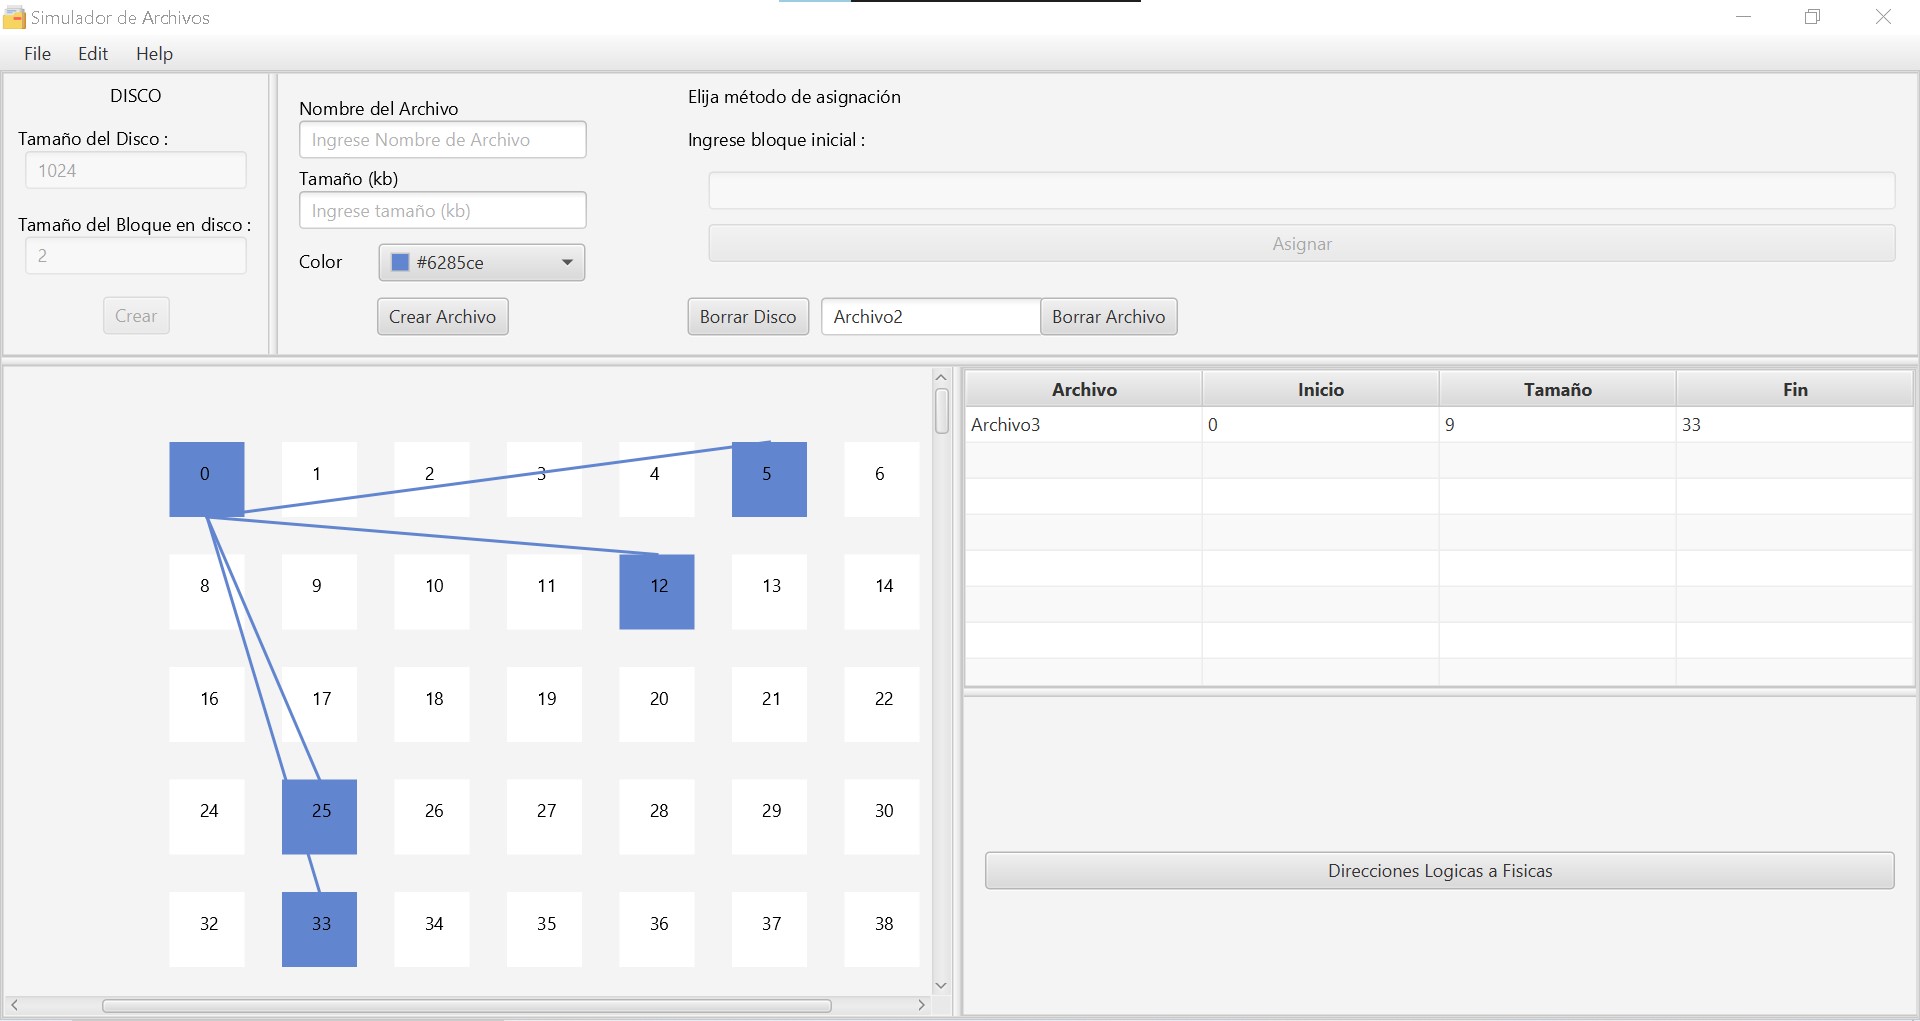 Simulador de Archivos
File Edit Help
DISCO
Tamaño del Disco :
1024
Tamaño del Bloque en disco :
2
Crear
Nombre del Archivo
Ingrese Nombre de Archivo
Tamaño (kb)
Ingrese tamaño (kb)
Color #6285ce
Crear Archivo
Elija método de asignación
Ingrese bloque inicial :
Asignar
Borrar Disco Archivo2 Borrar Archivo
0 1 2 3 4 5 6
8 9 10 11 12 13 14
16 17 18 19 20 21 22
24 25 26 27 28 29 30
32 33 34 35 36 37 38
Archivo Inicio Tamaño Fin
Archivo3 0 9 33
Direcciones Logicas a Fisicas